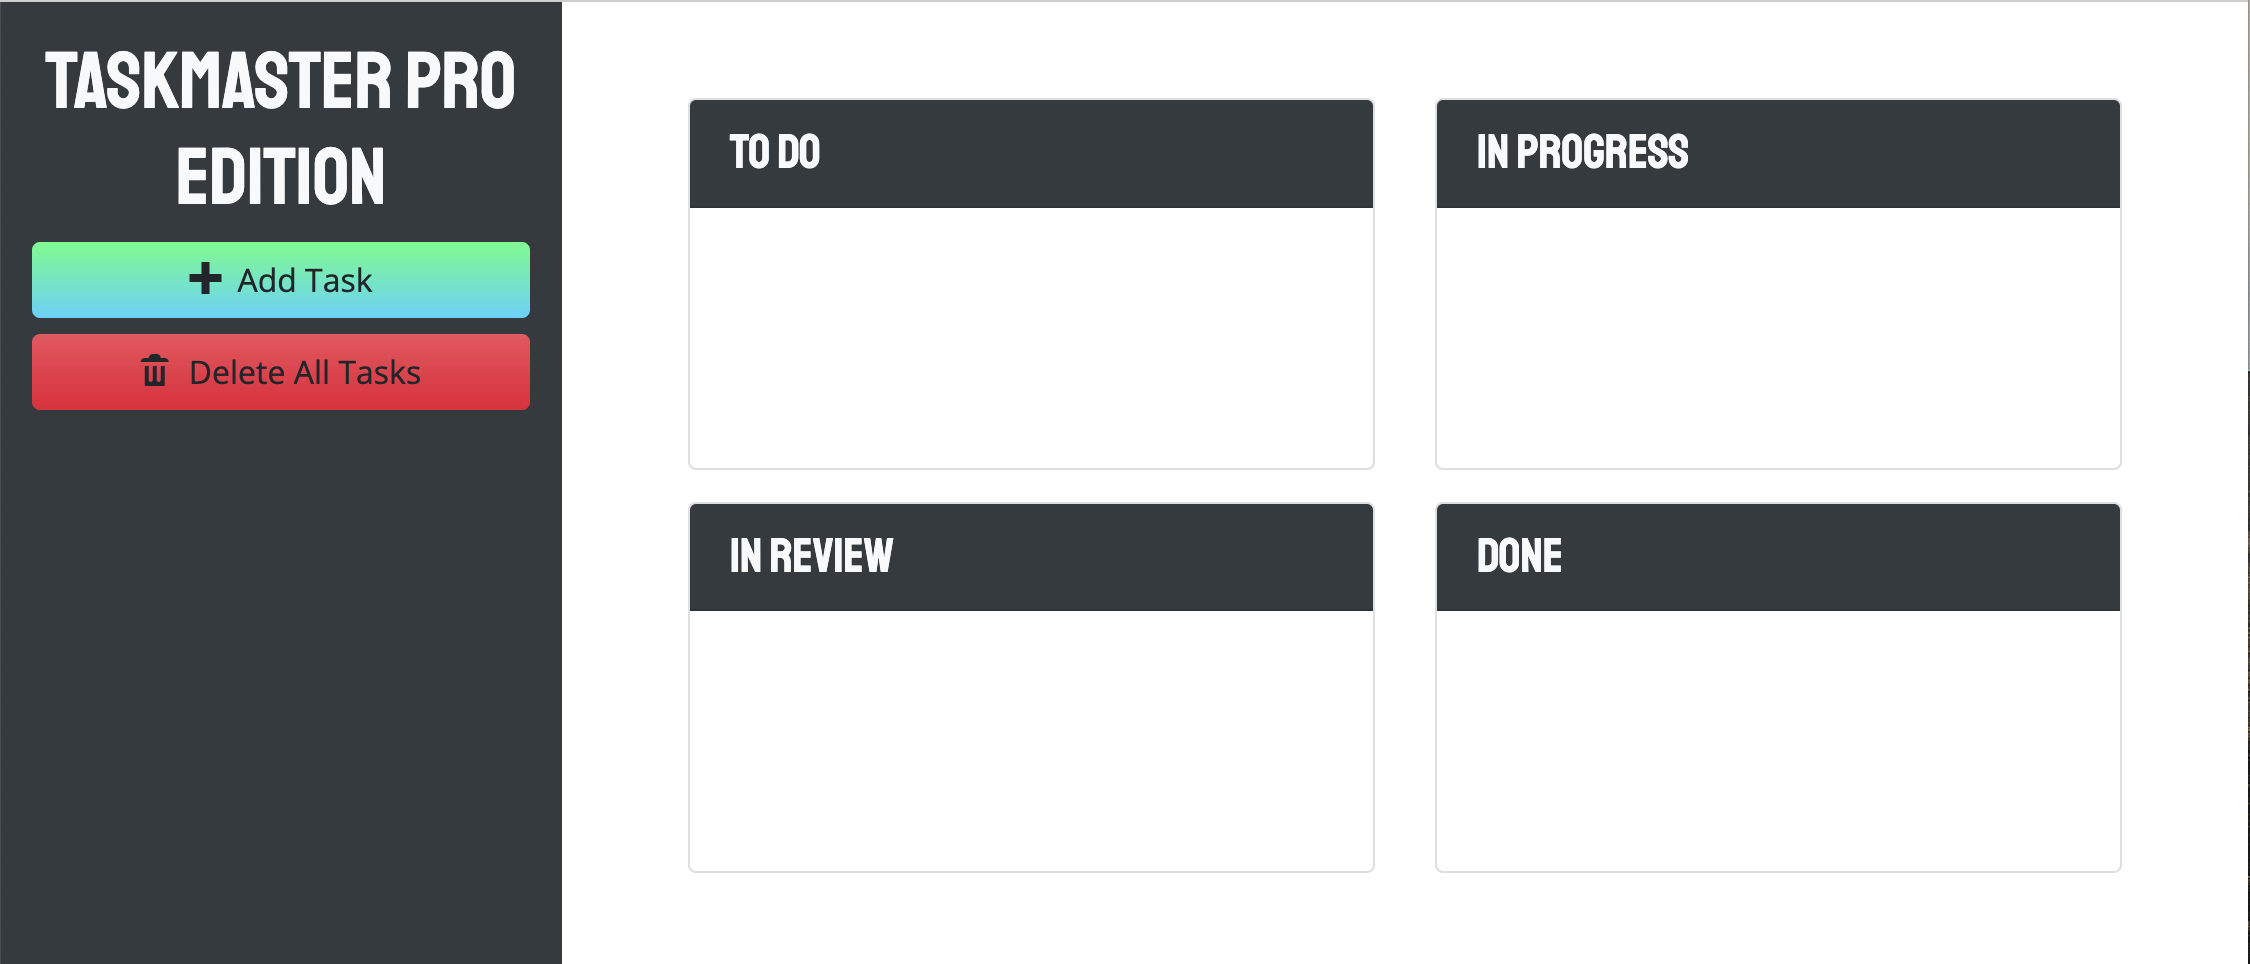 TASKMASTER PRO
EDITION
Add Task
Delete All Tasks
TO DO
IN PROGRESS
IN REVIEW
DONE